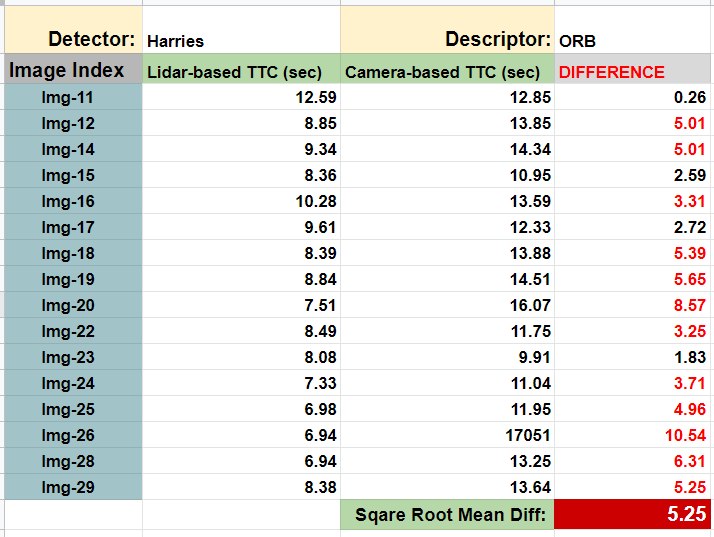 Detector: Harries Descriptor: ORB
Image Index Lidar-based TTC (sec) Camera-based TTC (sec) DIFFERENCE
Img-11 12.59 12.85 0.26
Img-12 8.85 13.85 5.01
Img-14 9.34 14.34 5.01
Img-15 8.36 10.95 2.59
Img-16 10.28 13.59 3.31
Img-17 9.61 12.33 2.72
Img-18 8.39 13.88 5.39
Img-19 8.84 14.51 5.65
Img-20 7.51 16.07 8.57
Img-22 8.49 11.75 3.25
Img-23 8.08 9.91 1.83
Img-24 7.33 11.04 3.71
Img-25 6.98 11.95 4.96
Img-26 6.94 17051 10.54
Img-28 6.94 13.25 6.31
Img-29 8.38 13.64 5.25
Sqare Root Mean Diff: 5.25